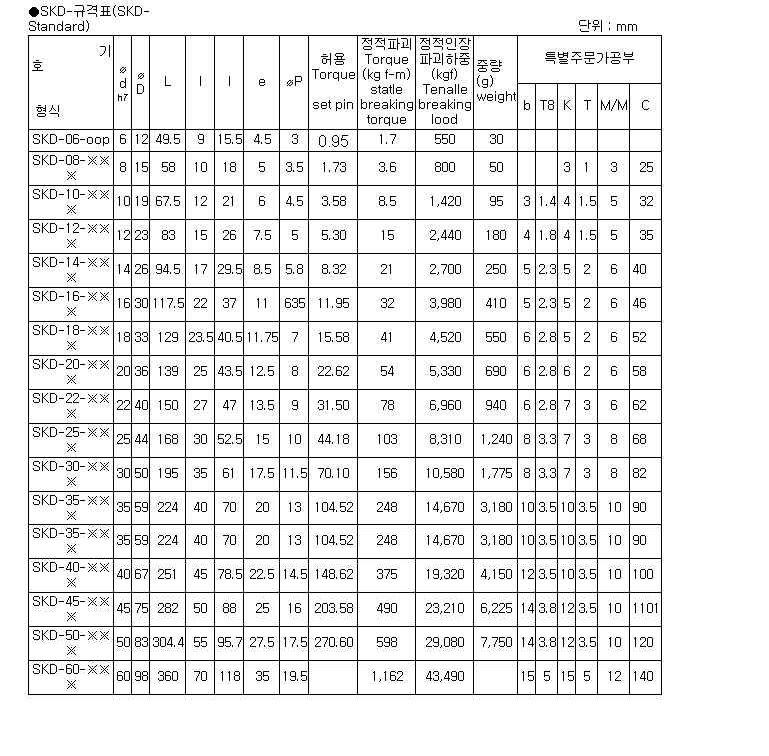 ●SKD-규격표(SKD-
Standard)
단위 : mm
기
호
형식
ø d h7
ø D
L
l
l
e
øP
허용 Torque set pin
정적파괴 Torque (kg f-m) statle breaking torque
정적인장 파괴하중 (kgf) Tenalle breaking lood
중량 (g) weight
특별주문가공부
b T8 K T M/M C
SKD-06-oop 6 12 49.5 9 15.5 4.5 3 0.95 1.7 550 30
SKD-08-※※※ 8 15 58 10 18 5 3.5 1.73 3.6 800 50 3 1 3 25
SKD-10-※※※ 10 19 67.5 12 21 6 4.5 3.58 8.5 1,420 95 3 1.4 4 1.5 5 32
SKD-12-※※※ 12 23 83 15 26 7.5 5 5.30 15 2,440 180 4 1.8 4 1.5 5 35
SKD-14-※※※ 14 26 94.5 17 29.5 8.5 5.8 8.32 21 2,700 250 5 2.3 5 2 6 40
SKD-16-※※※ 16 30 117.5 22 37 11 635 11.95 32 3,980 410 5 2.3 5 2 6 46
SKD-18-※※※ 18 33 129 23.5 40.5 11.75 7 15.58 41 4,520 550 6 2.8 5 2 6 52
SKD-20-※※※ 20 36 139 25 43.5 12.5 8 22.62 54 5,330 690 6 2.8 6 2 6 58
SKD-22-※※※ 22 40 150 27 47 13.5 9 31.50 78 6,960 940 6 2.8 7 3 6 62
SKD-25-※※※ 25 44 168 30 52.5 15 10 44.18 103 8,310 1,240 8 3.3 7 3 8 68
SKD-30-※※※ 30 50 195 35 61 17.5 11.5 70.10 156 10,580 1,775 8 3.3 7 3 8 82
SKD-35-※※※ 35 59 224 40 70 20 13 104.52 248 14,670 3,180 10 3.5 10 3.5 10 90
SKD-35-※※※ 35 59 224 40 70 20 13 104.52 248 14,670 3,180 10 3.5 10 3.5 10 90
SKD-40-※※※ 40 67 251 45 78.5 22.5 14.5 148.62 375 19,320 4,150 12 3.5 10 3.5 10 100
SKD-45-※※※ 45 75 282 50 88 25 16 203.58 490 23,210 6,225 14 3.8 12 3.5 10 1101
SKD-50-※※※ 50 83 304.4 55 95.7 27.5 17.5 270.60 598 29,080 7,750 14 3.8 12 3.5 10 120
SKD-60-※※※ 60 98 360 70 118 35 19.5 1,162 43,490 15 5 15 5 12 140